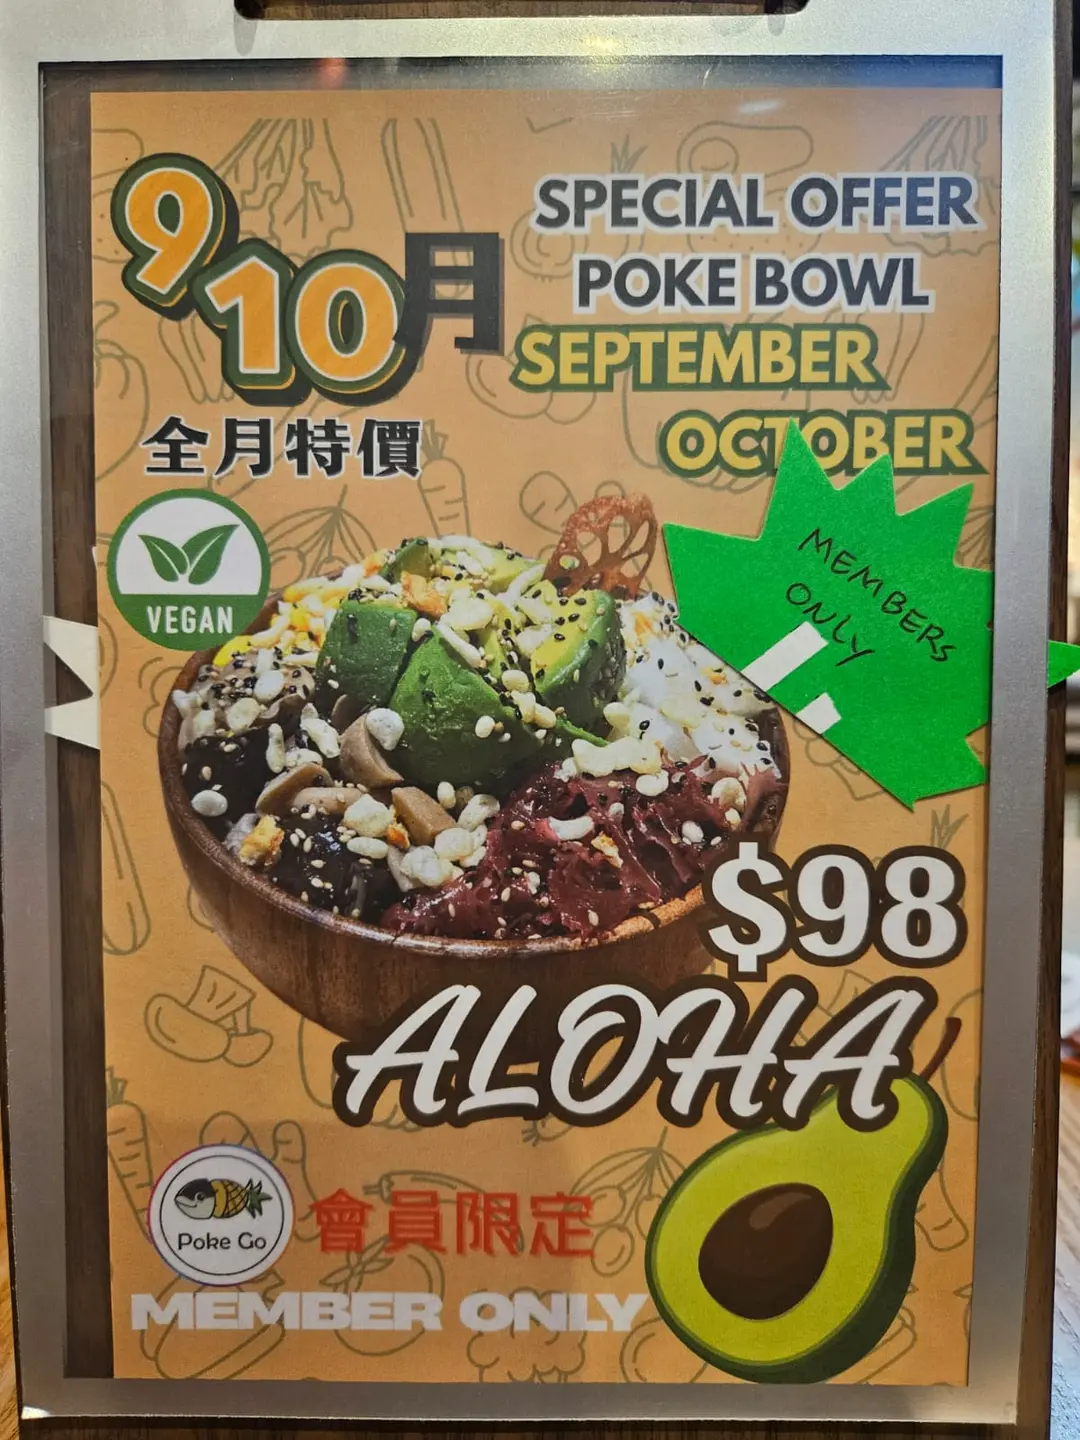 9
10月
全月特價
SPECIAL OFFER
POKE BOWL
SEPTEMBER
OCTOBER
VEGAN
MEMBERS
ONLY
$98
ALOHA
Poke Go
會員限定
MEMBER ONLY